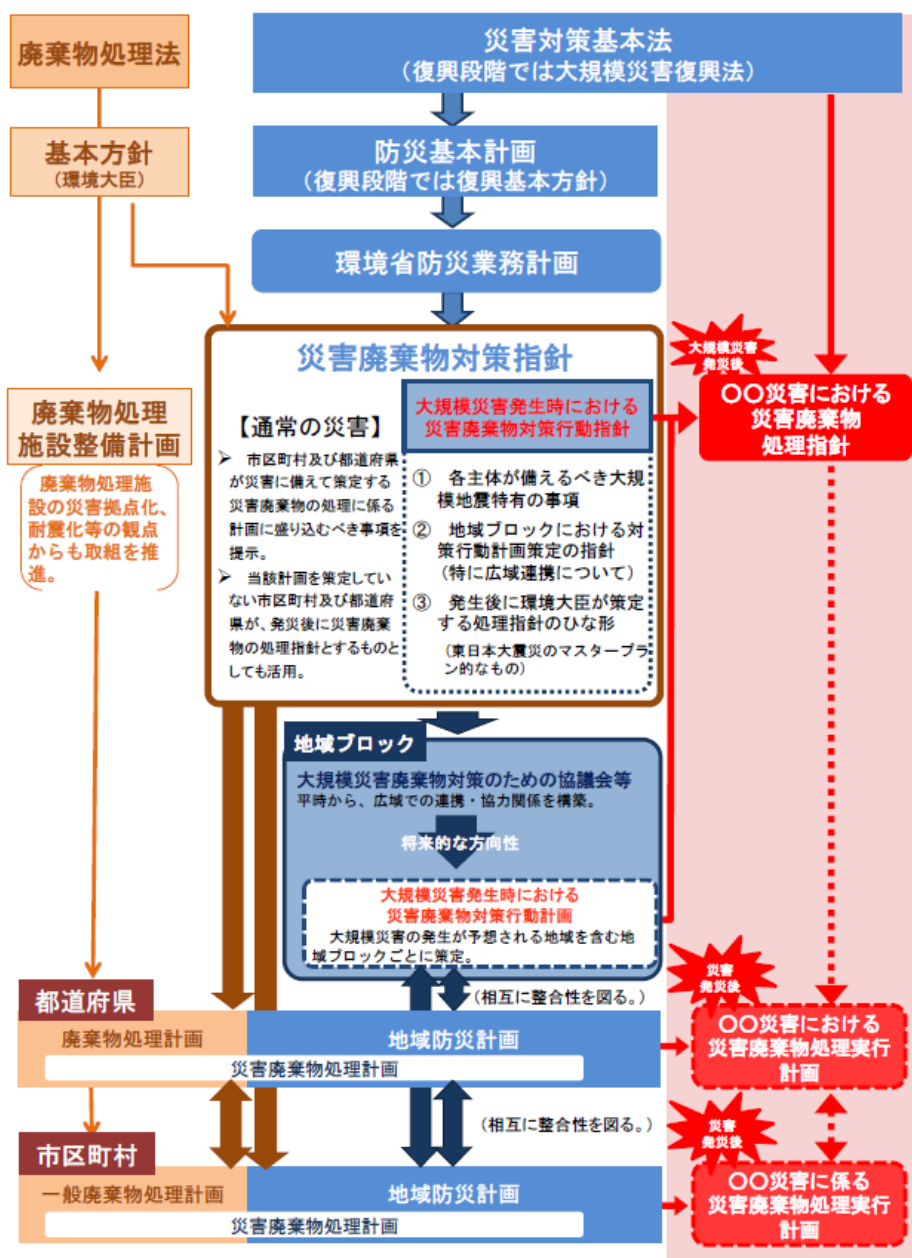 廃棄物処理法
災害対策基本法
（復興段階では大規模災害復興法）
基本方針
（環境大臣）
防災基本計画
（復興段階では復興基本方針）
環境省防災業務計画
災害廃棄物対策指針
【通常の災害】
➢ 市区町村及び都道府県
が災害に備えて策定する
災害廃棄物の処理に係る
計画に盛り込むべき事項を
提示。
➢ 当該計画を策定してい
ない市区町村及び都道府
県が、発災後に災害廃棄
物の処理指針とするものと
しても活用。
大規模災害発生時における
災害廃棄物対策行動指針
① 各主体が備えるべき大規
模地震特有の事項
② 地域ブロックにおける対
策行動計画策定の指針
（特に広域連携について）
③ 発生後に環境大臣が策定
する処理指針のひな形
（東日本大震災のマスタープラ
ン的なもの）
大規模災害
発災後
〇〇災害における
災害廃棄物
処理指針
廃棄物処理
施設整備計画
廃棄物処理施
設の災害拠点化、
耐震化等の観点
からも取組を推
進。
地域ブロック
大規模災害廃棄物対策のための協議会等
平時から、広域での連携・協力関係を構築。
将来的な方向性
大規模災害発生時における
災害廃棄物対策行動計画
大規模災害の発生が予想される地域を含む地
域ブロックごとに策定。
（相互に整合性を図る。）
都道府県
廃棄物処理計画
地域防災計画
災害廃棄物処理計画
災害
発災後
〇〇災害における
災害廃棄物処理実行
計画
（相互に整合性を図る。）
市区町村
一般廃棄物処理計画
地域防災計画
災害廃棄物処理計画
災害
発災後
〇〇災害に係る
災害廃棄物処理実行
計画